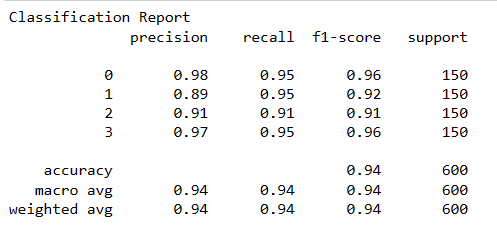 Classification Report
precision recall f1-score support
0 0.98 0.95 0.96 150
1 0.89 0.95 0.92 150
2 0.91 0.91 0.91 150
3 0.97 0.95 0.96 150
accuracy 0.94 600
macro avg 0.94 0.94 0.94 600
weighted avg 0.94 0.94 0.94 600